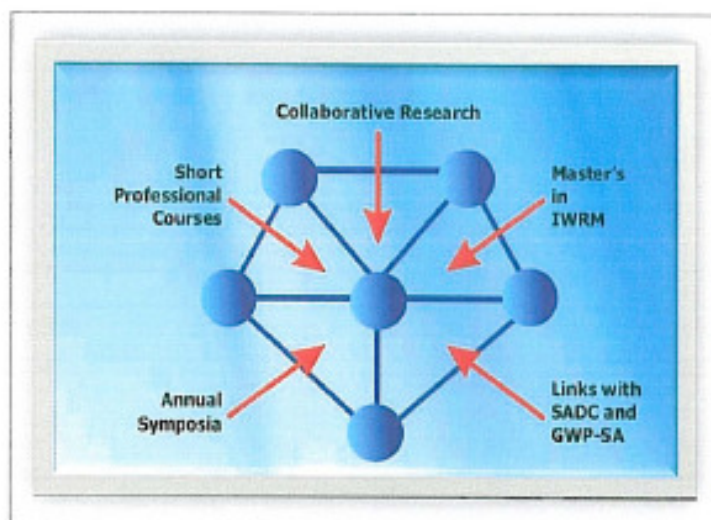 Collaborative Research
Short
Professional
Courses
Master's
in
IWRM
Annual
Symposia
Links with
SADC and
GWP-SA